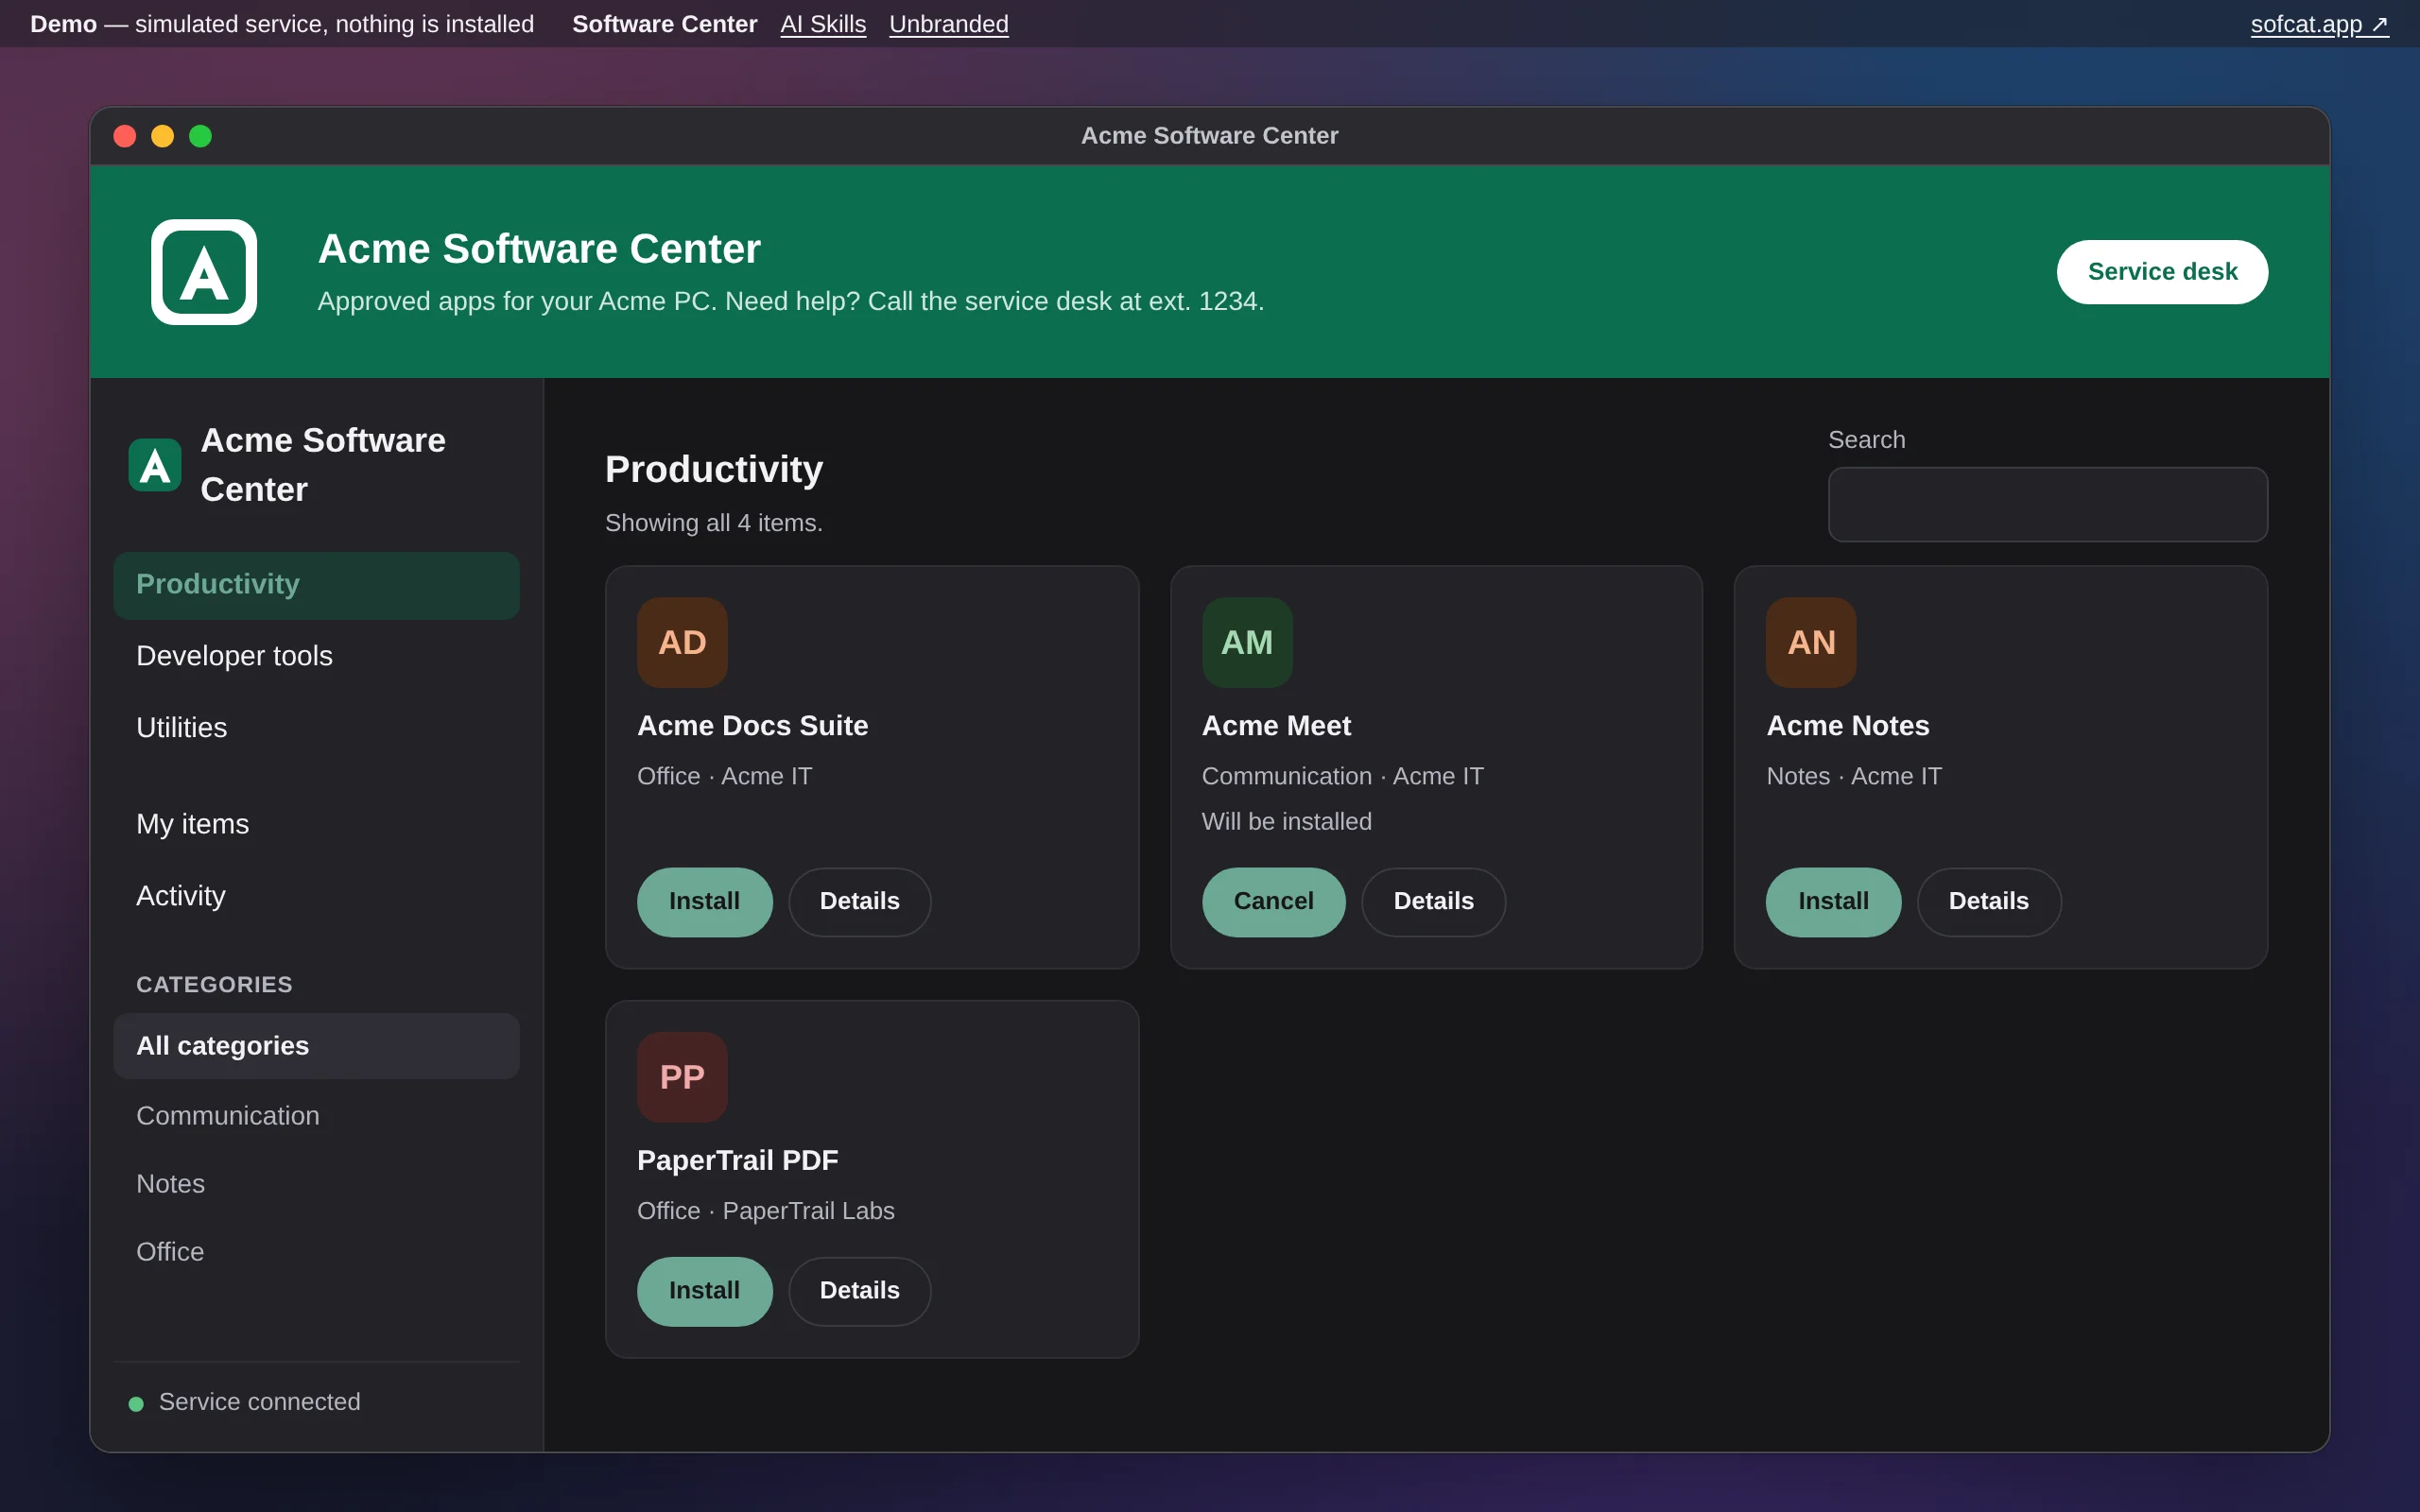 Demo — simulated service, nothing is installed Software Center AI Skills Unbranded sofcat.app ↗
Acme Software Center
A
Acme Software Center
Approved apps for your Acme PC. Need help? Call the service desk at ext. 1234.
Service desk
A
Acme Software
Center
Productivity
Developer tools
Utilities
My items
Activity
CATEGORIES
All categories
Communication
Notes
Office
Service connected
Productivity
Showing all 4 items.
Search
AD
Acme Docs Suite
Office · Acme IT
Install Details
AM
Acme Meet
Communication · Acme IT
Will be installed
Cancel Details
AN
Acme Notes
Notes · Acme IT
Install Details
PP
PaperTrail PDF
Office · PaperTrail Labs
Install Details